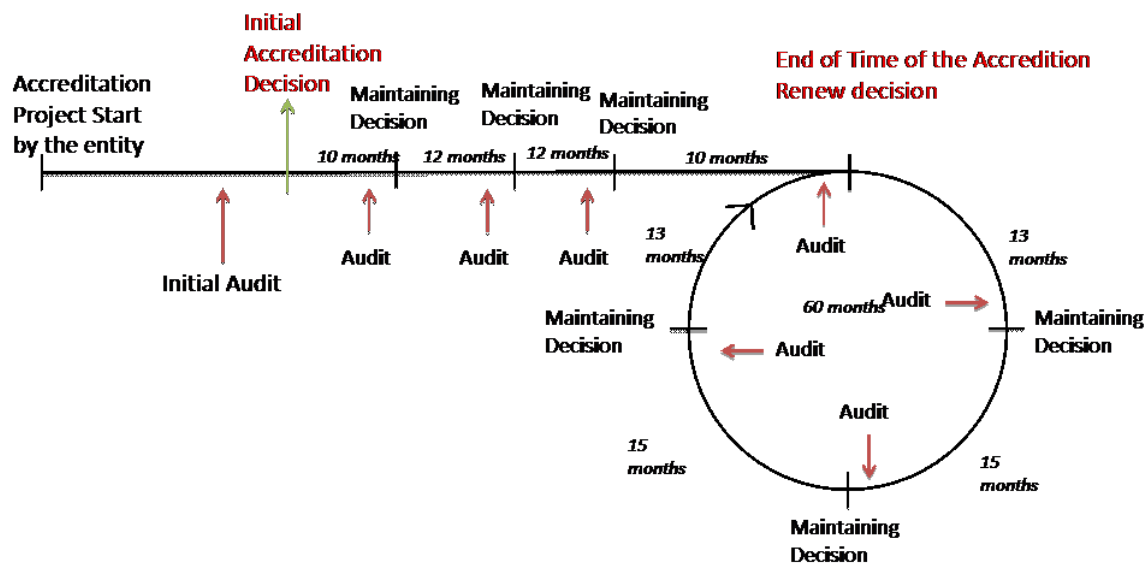 Initial
Accreditation
Decision
Accreditation
Project Start
by the entity
Maintaining
Decision
Maintaining
Decision
Maintaining
Decision
End of Time of the Accredition
Renew decision
10 months
12 months
12 months
10 months
Initial Audit
Audit
Audit
Audit
Audit
13
months
13
months
60 months
Audit
Maintaining
Decision
Audit
Maintaining
Decision
Audit
15
months
15
months
Maintaining
Decision